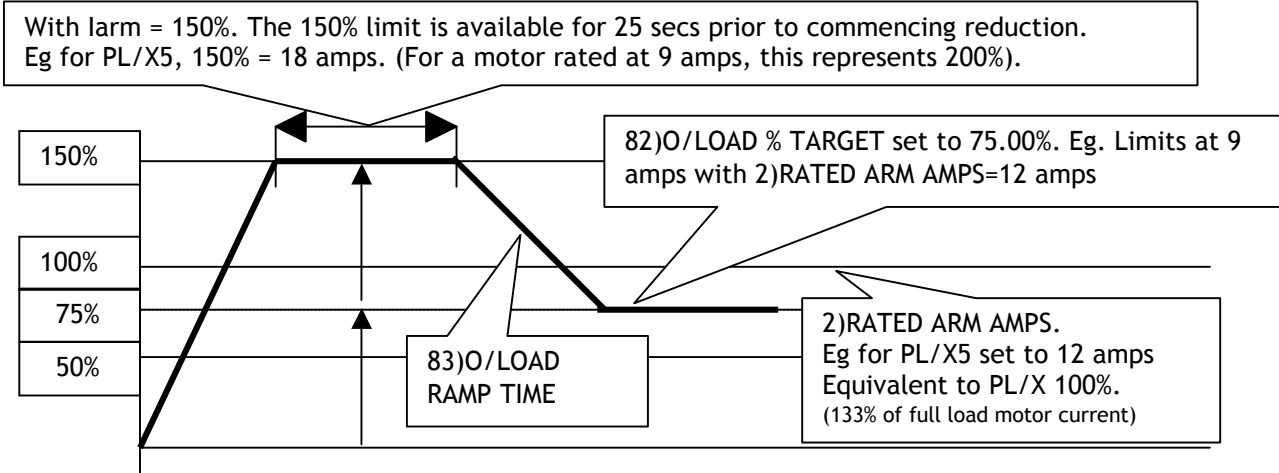 With Iarm = 150%. The 150% limit is available for 25 secs prior to commencing reduction.
Eg for PL/X5, 150% = 18 amps. (For a motor rated at 9 amps, this represents 200%).
82)O/LOAD % TARGET set to 75.00%. Eg. Limits at 9
amps with 2)RATED ARM AMPS=12 amps
150%
100%
75%
50%
83)O/LOAD
RAMP TIME
2)RATED ARM AMPS.
Eg for PL/X5 set to 12 amps
Equivalent to PL/X 100%.
(133% of full load motor current)